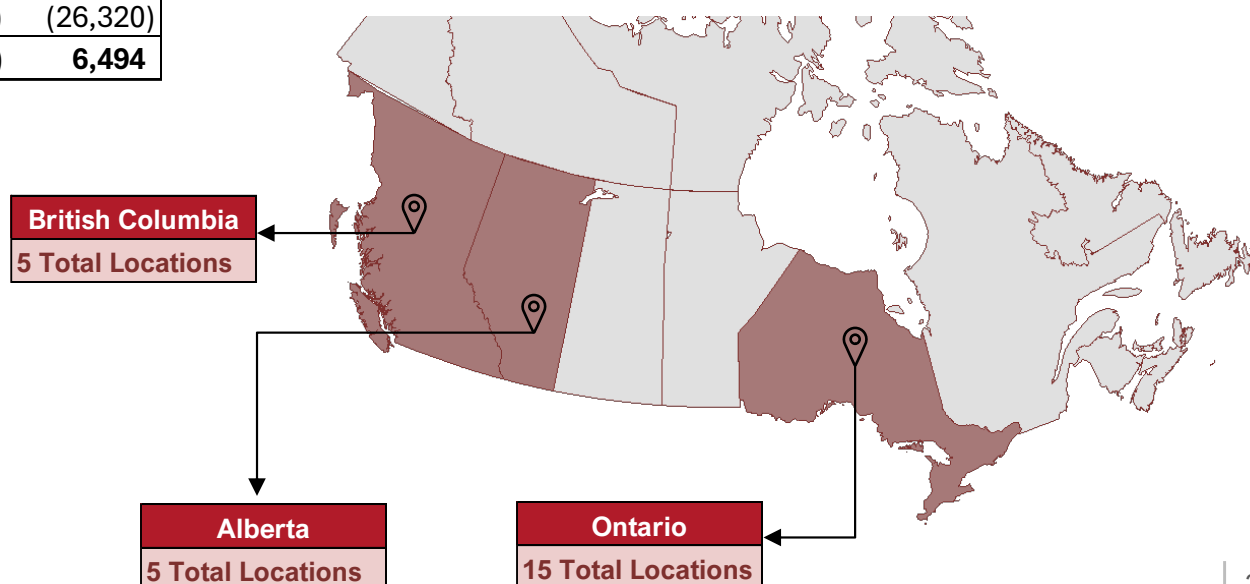 ) (26,320)
) 6,494
British Columbia
5 Total Locations
Alberta
5 Total Locations
Ontario
15 Total Locations